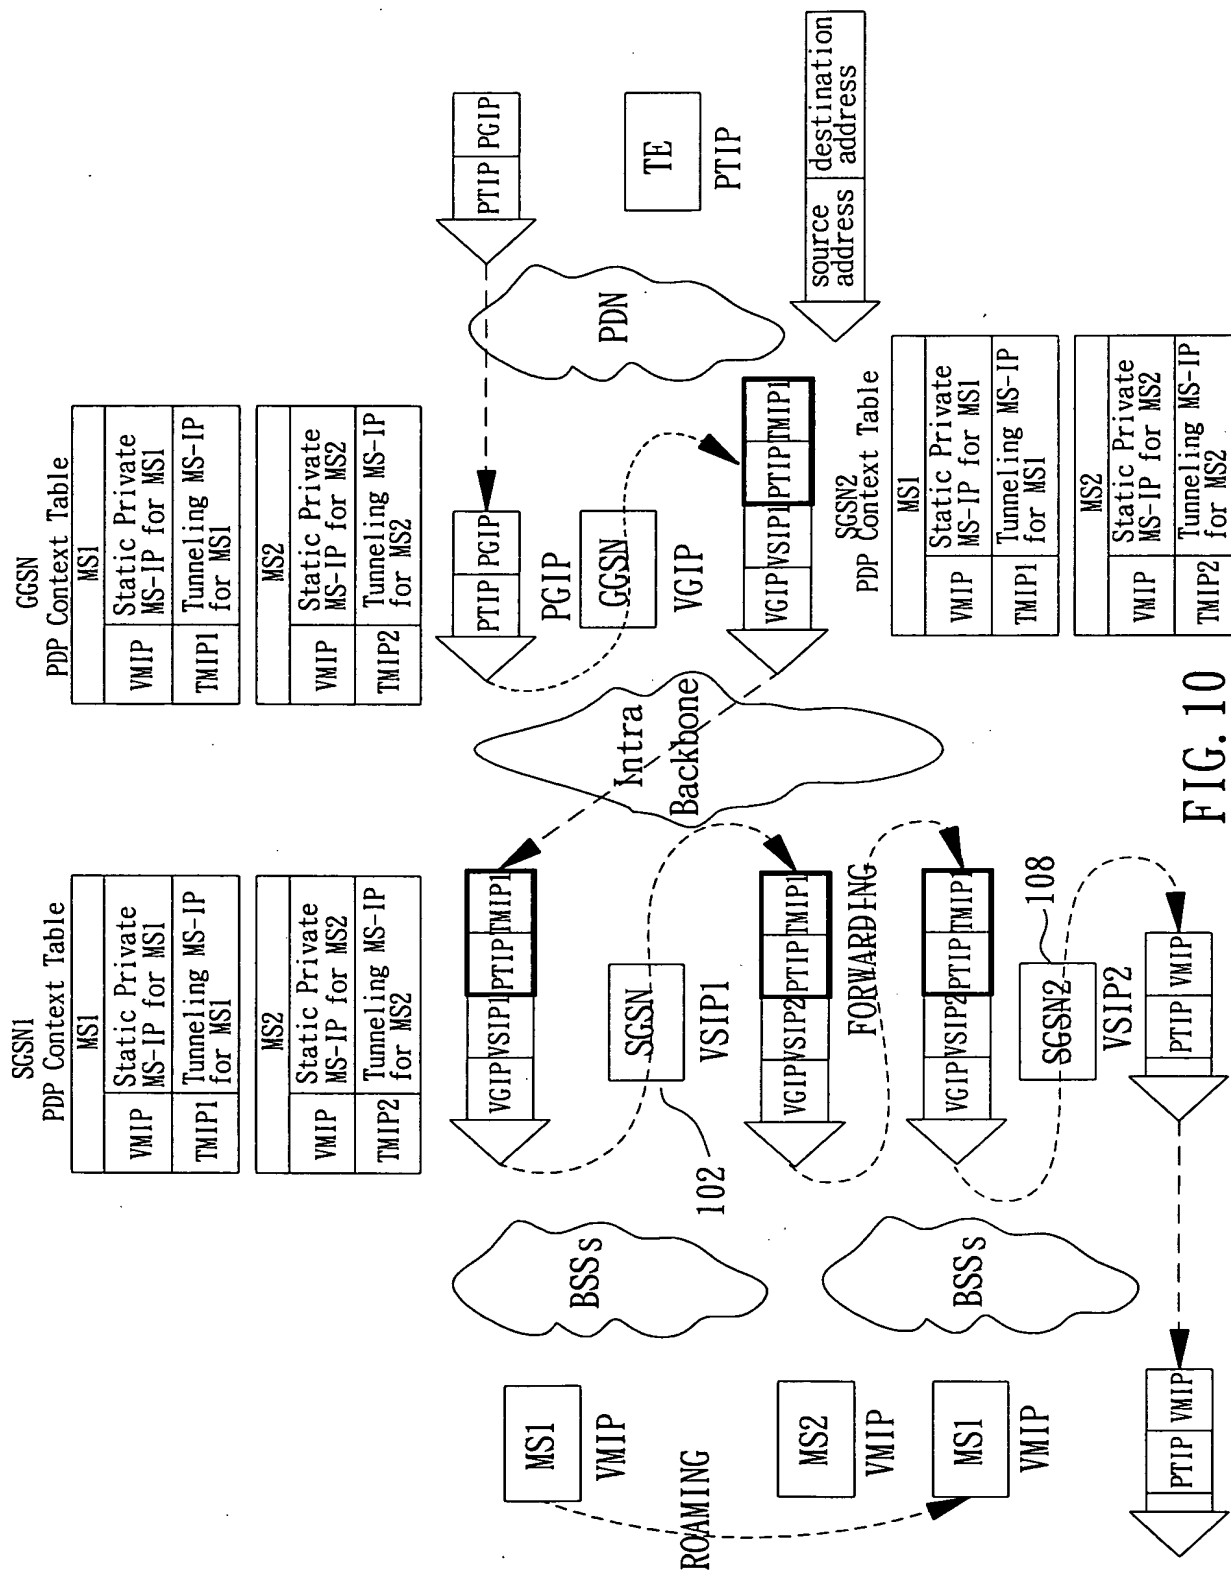 SGSN1
PDP Context Table
MS1
VMIP
Static Private
MS-IP for MS1
TMIP1
Tunneling MS-IP
for MS1
MS2
VMIP
Static Private
MS-IP for MS2
TMIP2
Tunneling MS-IP
for MS2
GGSN
PDP Context Table
MS1
VMIP
Static Private
MS-IP for MS1
TMIP1
Tunneling MS-IP
for MS1
MS2
VMIP
Static Private
MS-IP for MS2
TMIP2
Tunneling MS-IP
for MS2
MS1
VMIP
ROAMING
MS2
VMIP
MS1
VMIP
PTIP VMIP
BSSs
BSSs
VGIP VSIP1 PTIP TMIP1
SGSN
VSIP1
102
VGIP VSIP2 PTIP TMIP1
FORWARDING
VGIP VSIP2 PTIP TMIP1
SGSN2
108
VSIP2
PTIP VMIP
Intra
Backbone
PTIP PGIP
PGIP
GGSN
VGIP
VGIP VSIP1 PTIP TMIP1
PDN
PTIP PGIP
TE
PTIP
source
address
destination
address
SGSN2
PDP Context Table
MS1
VMIP
Static Private
MS-IP for MS1
TMIP1
Tunneling MS-IP
for MS1
MS2
VMIP
Static Private
MS-IP for MS2
TMIP2
Tunneling MS-IP
for MS2
FIG. 10